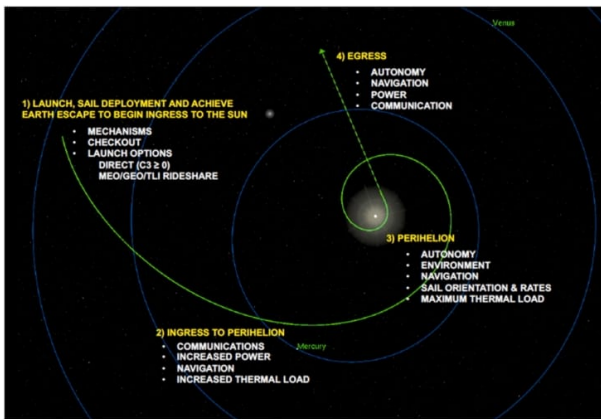 Venus
4) EGRESS
• AUTONOMY
• NAVIGATION
• POWER
• COMMUNICATION
1) LAUNCH, SAIL DEPLOYMENT AND ACHIEVE
EARTH ESCAPE TO BEGIN INGRESS TO THE SUN
• MECHANISMS
• CHECKOUT
• LAUNCH OPTIONS
DIRECT (C3 ≥ 0)
MEO/GEO/TLI RIDESHARE
3) PERIHELION
• AUTONOMY
• ENVIRONMENT
• NAVIGATION
• SAIL ORIENTATION & RATES
• MAXIMUM THERMAL LOAD
2) INGRESS TO PERIHELION
• COMMUNICATIONS
• INCREASED POWER
• NAVIGATION
• INCREASED THERMAL LOAD
Mercury